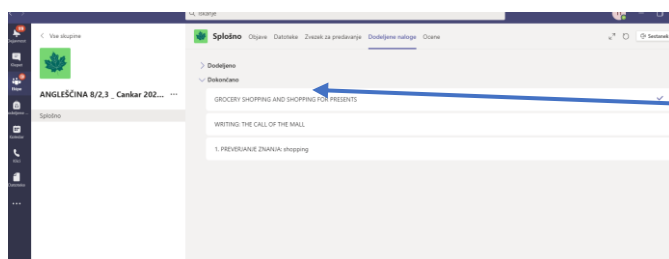 Iskanje
Vse skupine
ANGLEŠČINA 8/2,3 _ Cankar 202... ...
Splošno
Splošno Objave Datoteke Zvezek za predavanje Dodeljene naloge Ocene
Sestanek
Dodeljeno
Dokončano
GROCERY SHOPPING AND SHOPPING FOR PRESENTS
WRITING: THE CALL OF THE MALL
1. PREVERJANJE ZNANJA: shopping